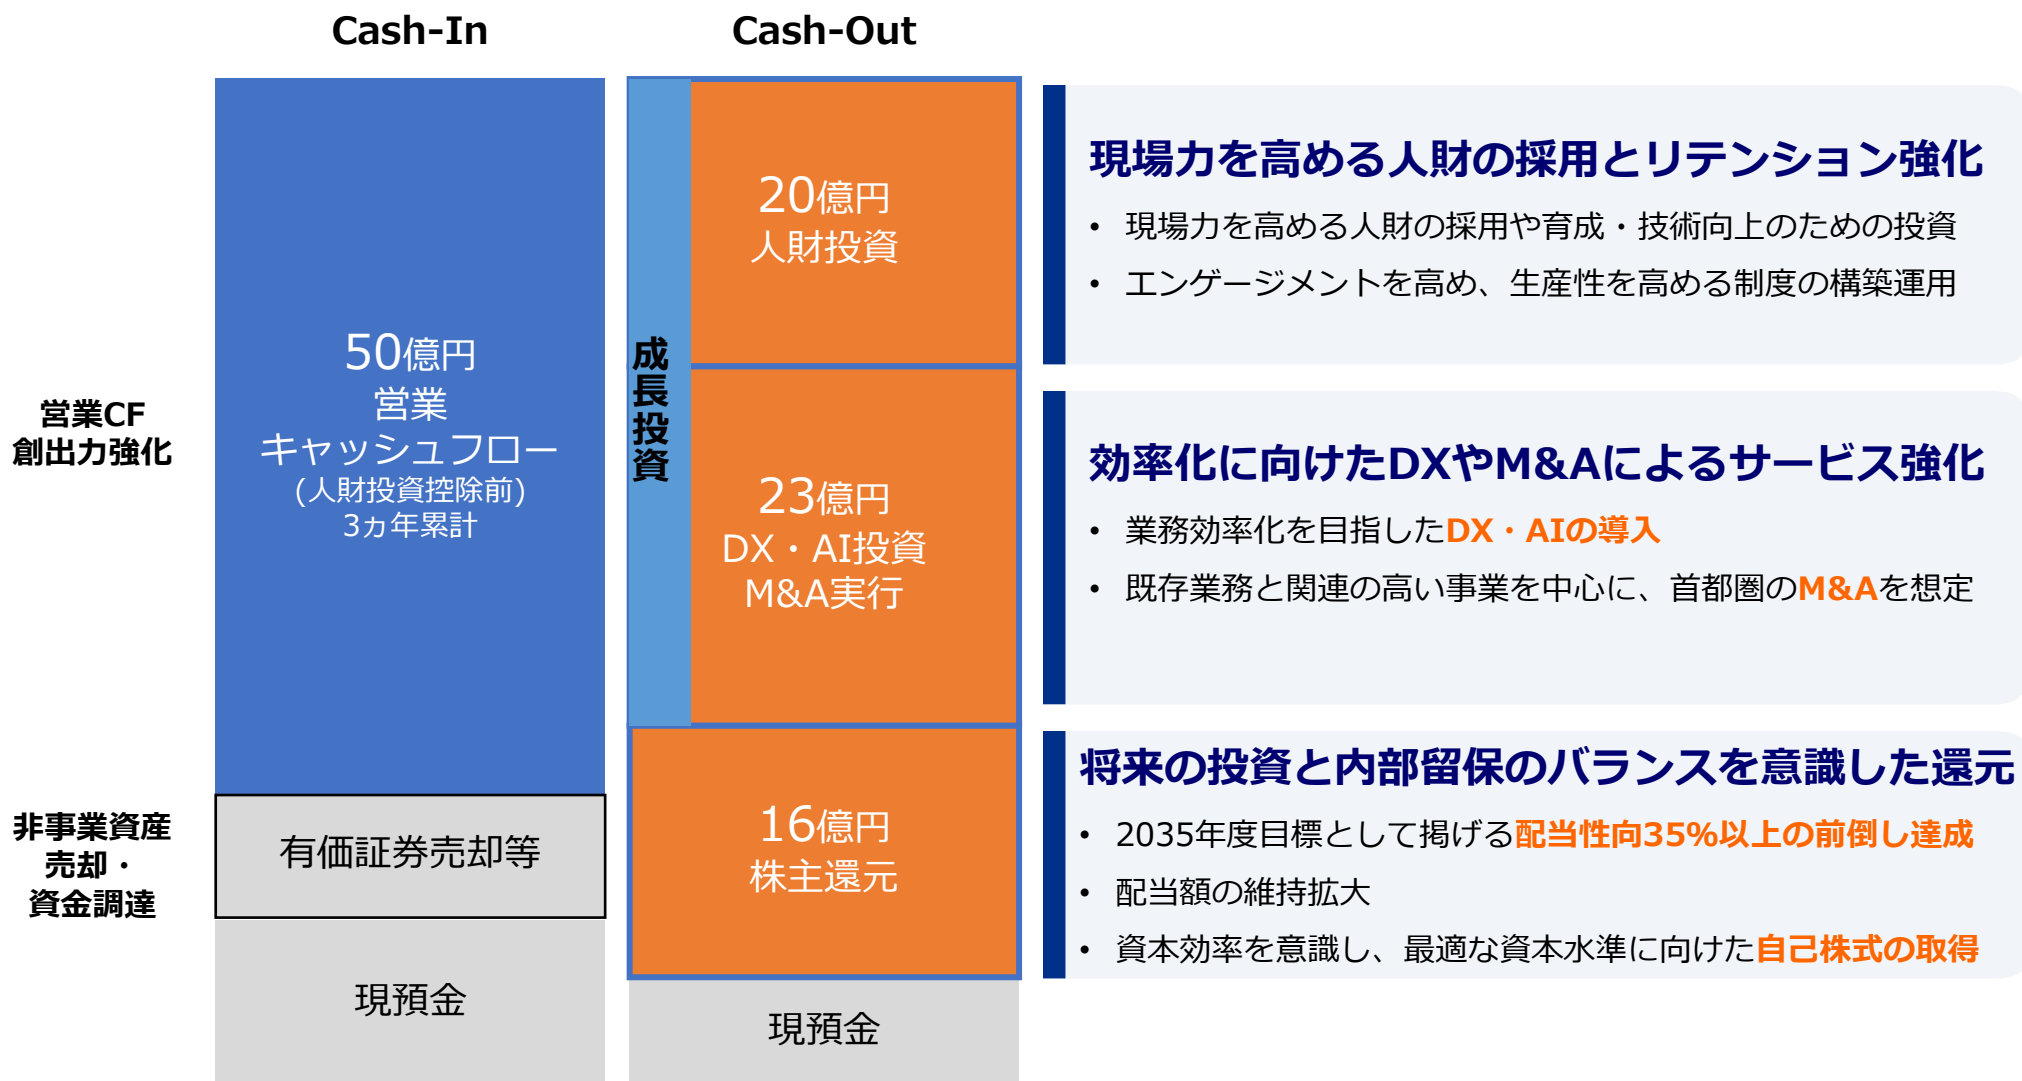 Cash-In
Cash-Out
営業CF
創出力強化
非事業資産
売却・
資金調達
50億円
営業
キャッシュフロー
(人財投資控除前)
3ヵ年累計
有価証券売却等
現預金
成長投資
20億円
人財投資
23億円
DX・AI投資
M&A実行
16億円
株主還元
現預金
現場力を高める人財の採用とリテンション強化
• 現場力を高める人財の採用や育成・技術向上のための投資
• エンゲージメントを高め、生産性を高める制度の構築運用
効率化に向けたDXやM&Aによるサービス強化
• 業務効率化を目指したDX・AIの導入
• 既存業務と関連の高い事業を中心に、首都圏のM&Aを想定
将来の投資と内部留保のバランスを意識した還元
• 2035年度目標として掲げる配当性向35%以上の前倒し達成
• 配当額の維持拡大
• 資本効率を意識し、最適な資本水準に向けた自己株式の取得